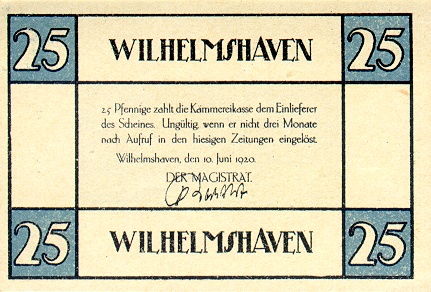 25 WILHELMSHAVEN 25
25 Pfennige zahlt die Kämmereikasse dem Einlieferer
des Scheines. Ungültig, wenn er nicht drei Monate
nach Aufruf in den hiesigen Zeitungen eingelöst.
Wilhelmshaven, den 10. Juni 1920.
DER MAGISTRAT.
25 WILHELMSHAVEN 25